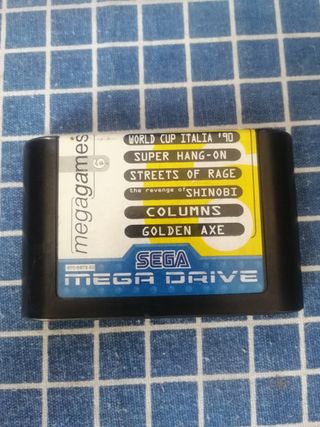 megagames
6
WORLD CUP ITALIA '90
SUPER HANG-ON
STREETS OF RAGE
the revenge of SHINOBI
COLUMNS
GOLDEN AXE
SEGA
MEGA DRIVE